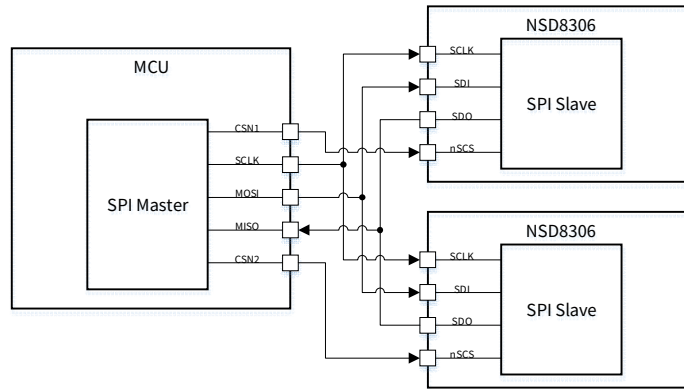 MCU
SPI Master
CSN1
SCLK
MOSI
MISO
CSN2
NSD8306
SCLK
SDI
SDO
nSCS
SPI Slave
NSD8306
SCLK
SDI
SDO
nSCS
SPI Slave